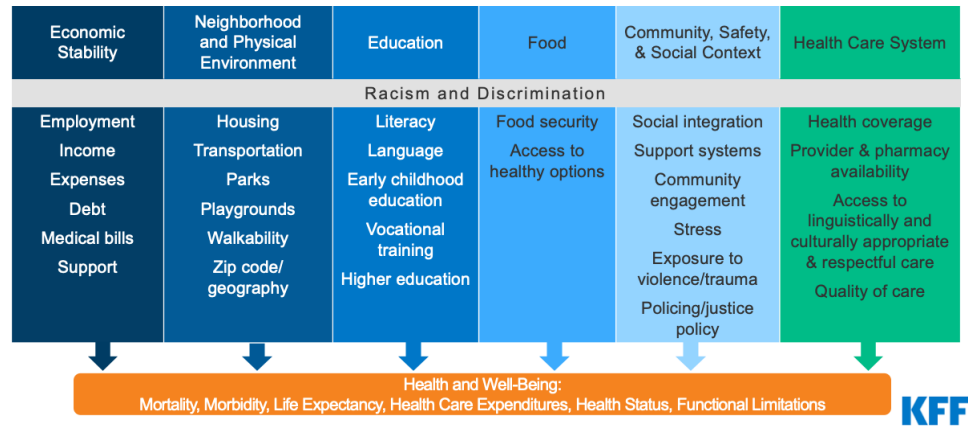 Economic
Stability
Neighborhood
and Physical
Environment
Education
Food
Community, Safety,
& Social Context
Health Care System
Racism and Discrimination
Employment
Income
Expenses
Debt
Medical bills
Support
Housing
Transportation
Parks
Playgrounds
Walkability
Zip code/
geography
Literacy
Language
Early childhood
education
Vocational
training
Higher education
Food security
Access to
healthy options
Social integration
Support systems
Community
engagement
Stress
Exposure to
violence/trauma
Policing/justice
policy
Health coverage
Provider & pharmacy
availability
Access to
linguistically and
culturally appropriate
& respectful care
Quality of care
Health and Well-Being:
Mortality, Morbidity, Life Expectancy, Health Care Expenditures, Health Status, Functional Limitations
KFF